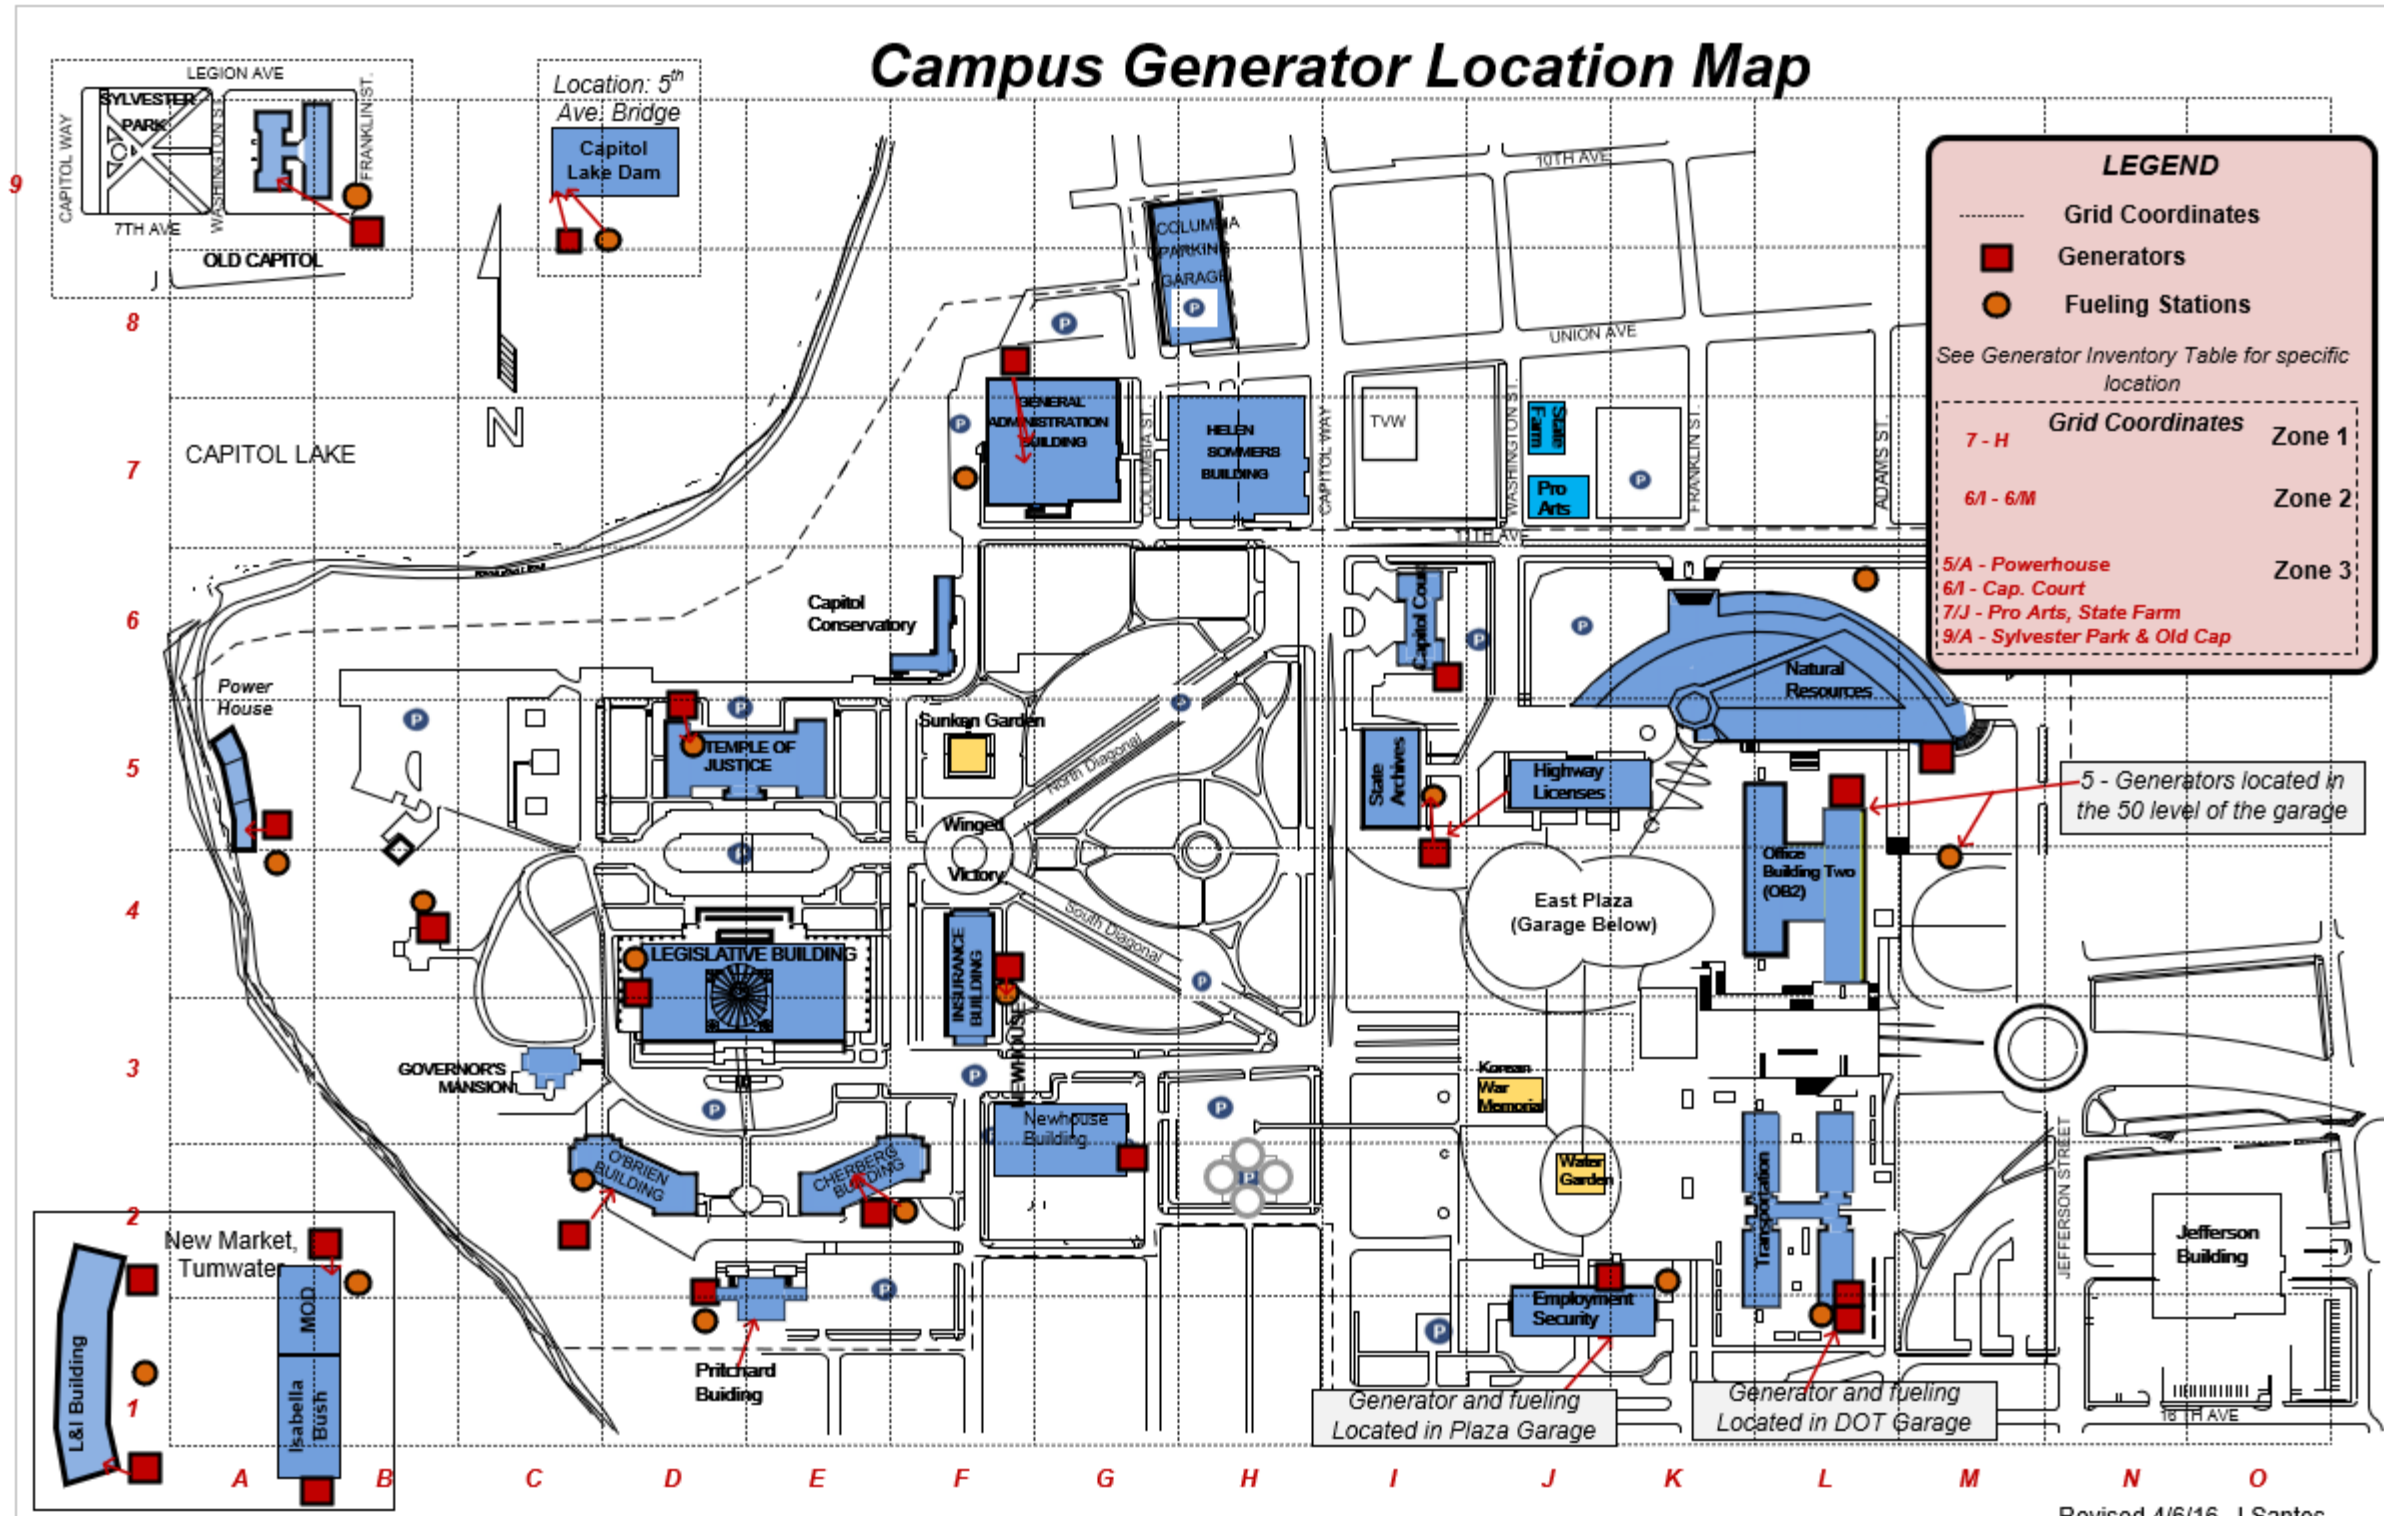 Campus Generator Location Map
LEGION AVE
SYLVESTER
PARK
CAPITOL WAY
WASHINGTON ST.
FRANKLIN ST.
7TH AVE
OLD CAPITOL
Location: 5th
Ave. Bridge
Capitol
Lake Dam
LEGEND
Grid Coordinates
Generators
Fueling Stations
See Generator Inventory Table for specific
location
Grid Coordinates
7 - H
Zone 1
6/I - 6/M
Zone 2
5/A - Powerhouse
Zone 3
6/I - Cap. Court
7/J - Pro Arts, State Farm
9/A - Sylvester Park & Old Cap
9
8
7
6
5
4
3
2
1
10TH AVE
COLUMBIA
PARKING
GARAGE
P
P
UNION AVE
N
CAPITOL LAKE
GENERAL
ADMINISTRATION
BUILDING
P
COLUMBIA ST.
HELEN
SOMMERS
BUILDING
CAPITOL WAY
TVW
WASHINGTON ST.
State
Farm
Pro
Arts
P
FRANKLIN ST.
ADAMS ST.
11TH AVE
Capitol
Conservatory
Capitol Court
P
P
Natural
Resources
Power
House
P
P
TEMPLE OF
JUSTICE
Sunken Garden
North Diagonal
P
State
Archives
Highway
Licenses
5 - Generators located in
the 50 level of the garage
Winged
Victory
P
Office
Building Two
(OB2)
East Plaza
(Garage Below)
South Diagonal
P
LEGISLATIVE BUILDING
INSURANCE
BUILDING
NEWHOUSE
GOVERNOR'S
MANSION
P
P
P
Newhouse
Building
Korean
War
Memorial
O'BRIEN
BUILDING
CHERBERG
BUILDING
P
Water
Garden
Transportation
JEFFERSON STREET
Jefferson
Building
New Market,
Tumwater
MOD
Isabella
Bush
L&I Building
P
Pritchard
Buiding
P
Employment
Security
Generator and fueling
Located in Plaza Garage
Generator and fueling
Located in DOT Garage
16 TH AVE
A B C D E F G H I J K L M N O
Revised 4/6/16 J Santos